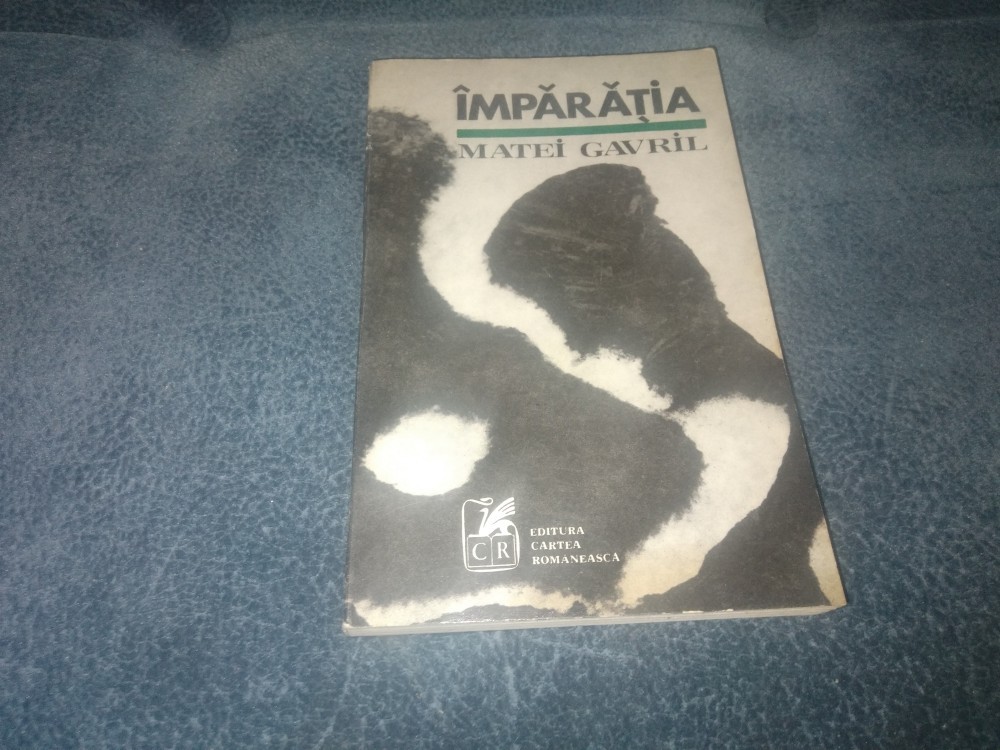 ÎMPĂRĂȚIA
MATEI GAVRIL
CR
EDITURA
CARTEA
ROMANEASCA